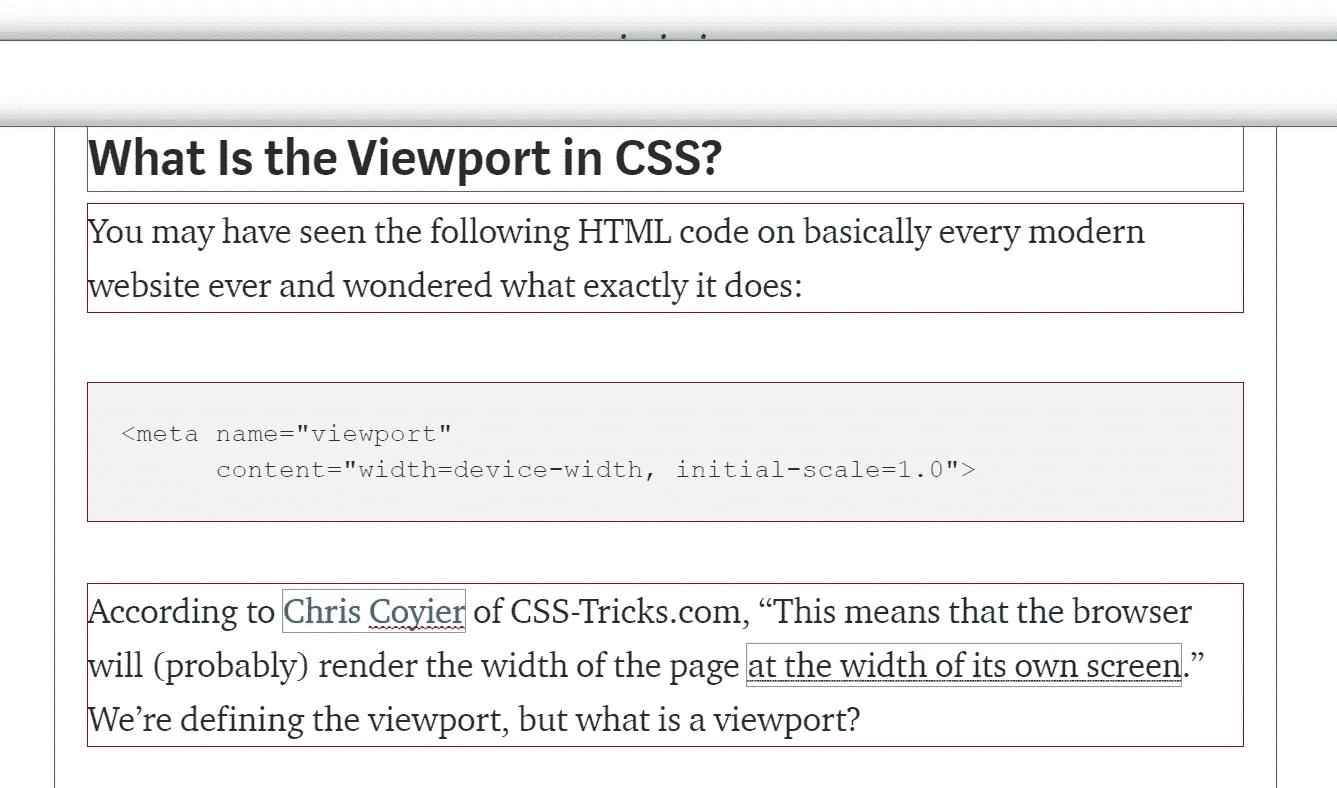 . . .
What Is the Viewport in CSS?
You may have seen the following HTML code on basically every modern
website ever and wondered what exactly it does:
<meta name="viewport"
      content="width=device-width, initial-scale=1.0">
According to Chris Coyier of CSS-Tricks.com, “This means that the browser
will (probably) render the width of the page at the width of its own screen.”
We’re defining the viewport, but what is a viewport?